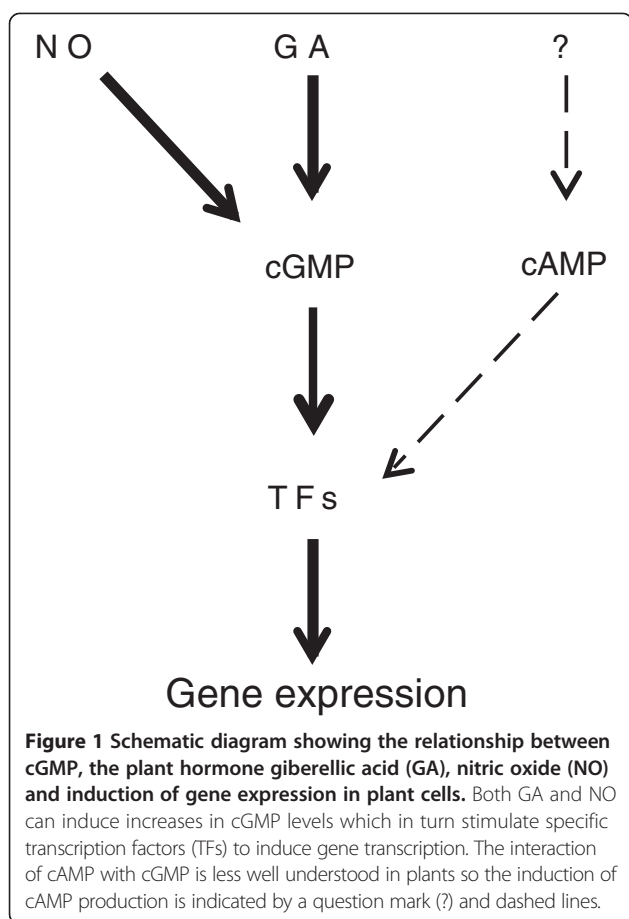 NO GA ?
cGMP cAMP
TFs
Gene expression
Figure 1 Schematic diagram showing the relationship between
cGMP, the plant hormone giberellic acid (GA), nitric oxide (NO)
and induction of gene expression in plant cells. Both GA and NO
can induce increases in cGMP levels which in turn stimulate specific
transcription factors (TFs) to induce gene transcription. The interaction
of cAMP with cGMP is less well understood in plants so the induction of
cAMP production is indicated by a question mark (?) and dashed lines.